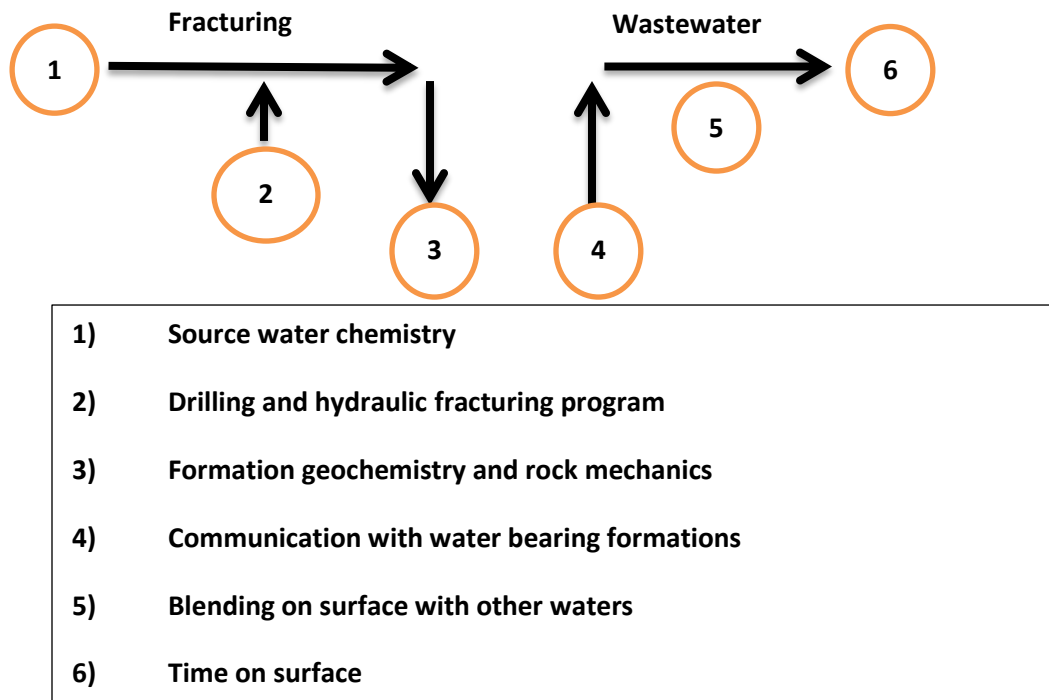 Fracturing
Wastewater
1
6
5
2
3
4
1) Source water chemistry
2) Drilling and hydraulic fracturing program
3) Formation geochemistry and rock mechanics
4) Communication with water bearing formations
5) Blending on surface with other waters
6) Time on surface